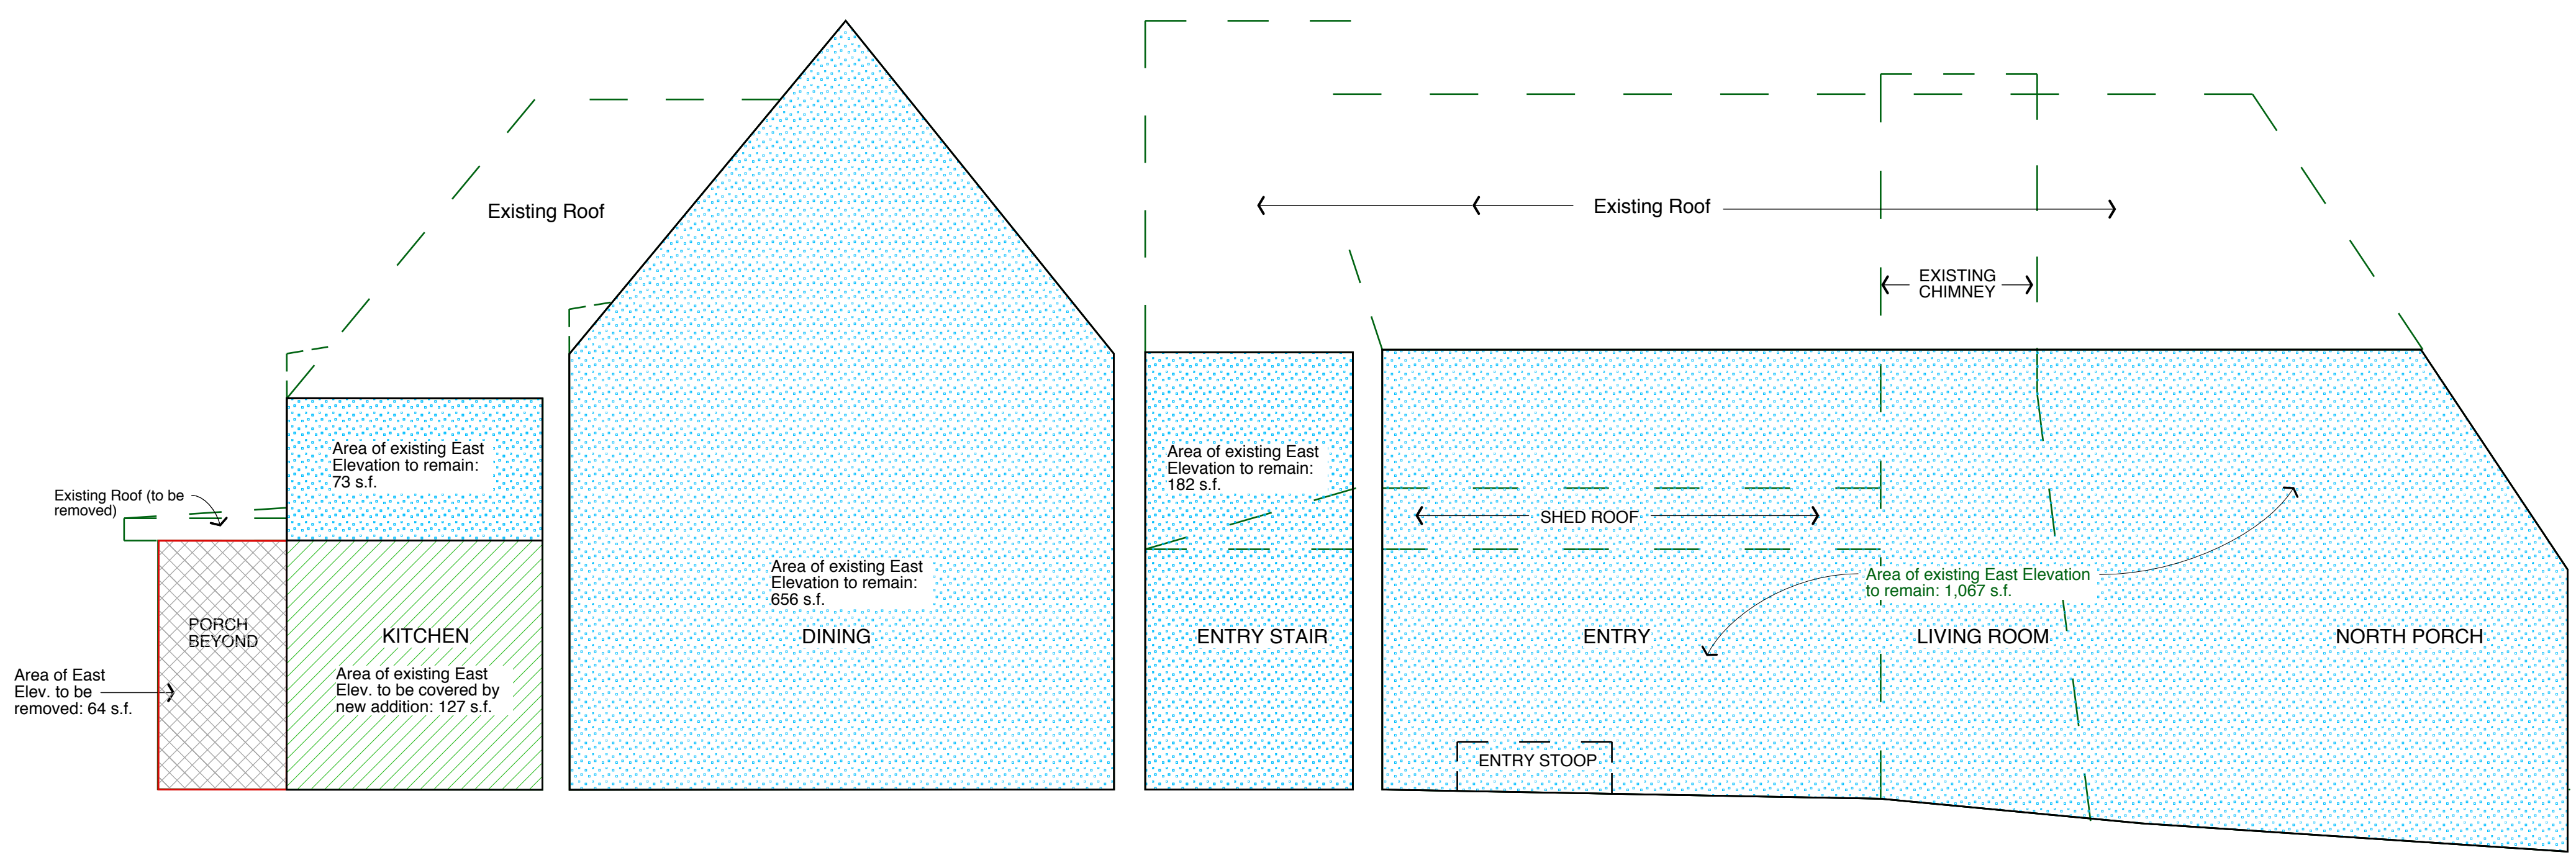 Existing Roof
Existing Roof
EXISTING
CHIMNEY
Area of existing East
Elevation to remain:
73 s.f.
Area of existing East
Elevation to remain:
182 s.f.
Existing Roof (to be
removed)
SHED ROOF
Area of existing East
Elevation to remain:
656 s.f.
Area of existing East Elevation
to remain: 1,067 s.f.
PORCH
BEYOND
KITCHEN
DINING
ENTRY STAIR
ENTRY
LIVING ROOM
NORTH PORCH
Area of East
Elev. to be
removed: 64 s.f.
Area of existing East
Elev. to be covered by
new addition: 127 s.f.
ENTRY STOOP